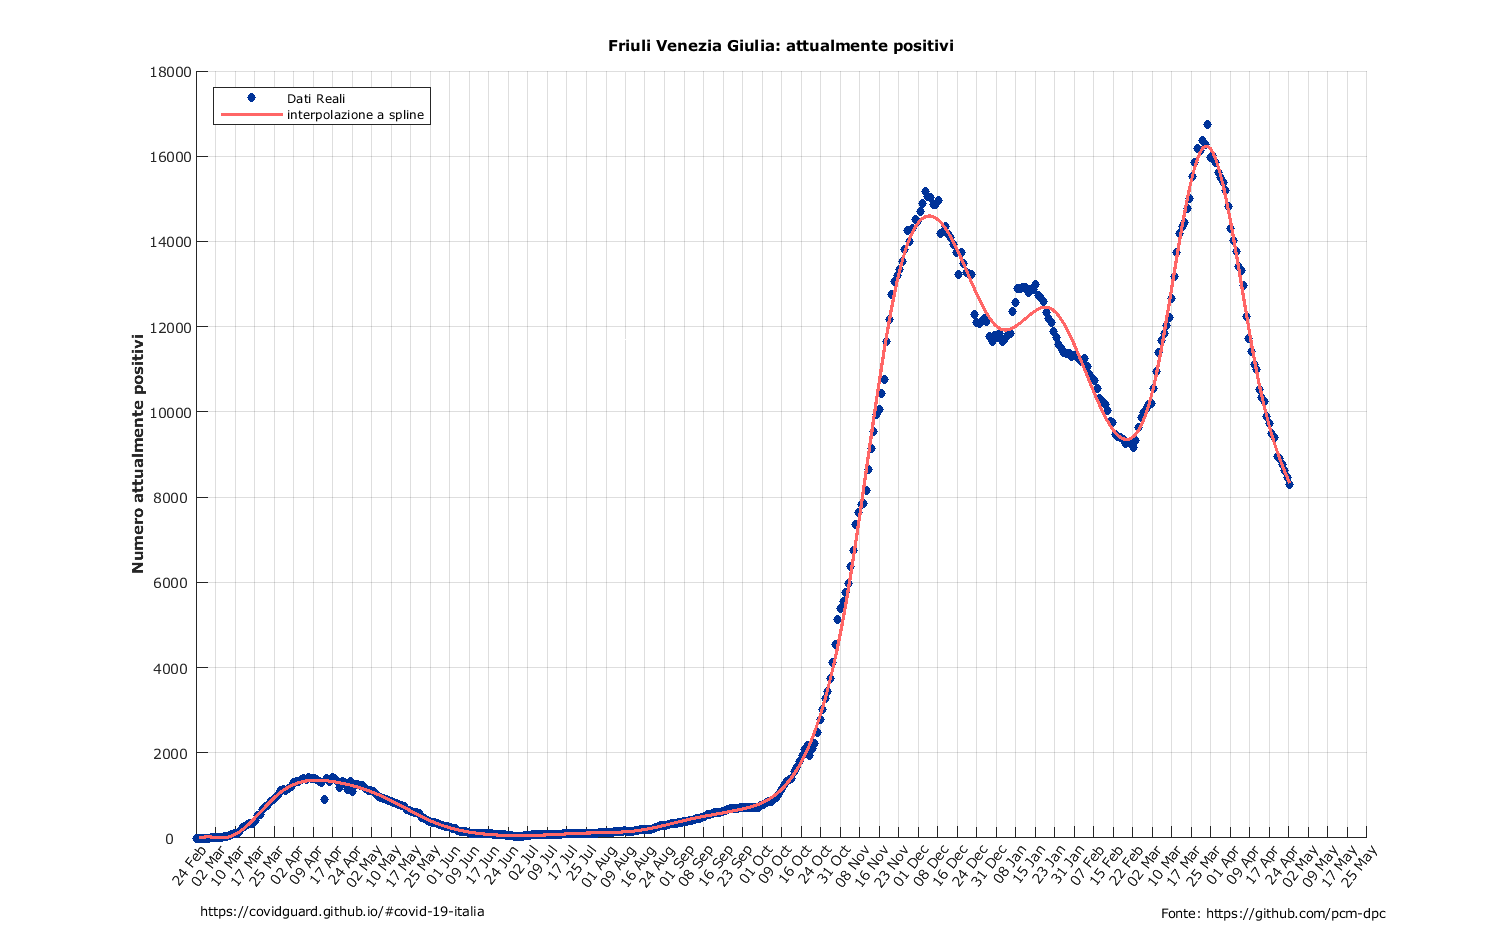 Friuli Venezia Giulia: attualmente positivi
Dati Reali
interpolazione a spline
Numero attualmente positivi
18000
16000
14000
12000
10000
8000
6000
4000
2000
0
24 Feb
02 Mar
10 Mar
17 Mar
25 Mar
02 Apr
09 Apr
17 Apr
24 Apr
02 May
10 May
17 May
25 May
01 Jun
09 Jun
17 Jun
24 Jun
02 Jul
09 Jul
17 Jul
25 Jul
01 Aug
09 Aug
16 Aug
24 Aug
01 Sep
08 Sep
16 Sep
23 Sep
01 Oct
09 Oct
16 Oct
24 Oct
31 Oct
08 Nov
16 Nov
23 Nov
01 Dec
08 Dec
16 Dec
24 Dec
31 Dec
08 Jan
15 Jan
23 Jan
31 Jan
07 Feb
15 Feb
22 Feb
02 Mar
10 Mar
17 Mar
25 Mar
01 Apr
09 Apr
17 Apr
24 Apr
02 May
09 May
17 May
25 May
https://covidguard.github.io/#covid-19-italia
Fonte: https://github.com/pcm-dpc